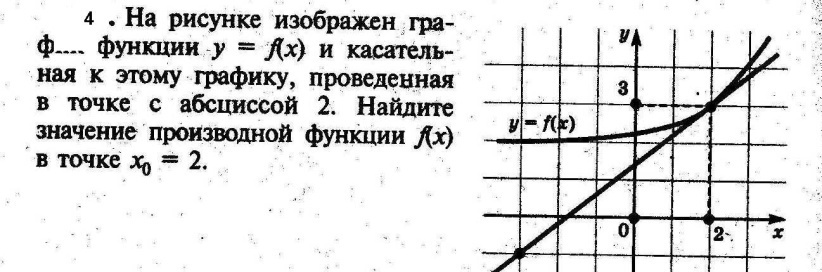 4 . На рисунке изображен гра-
ф.... функции y = f(x) и касатель-
ная к этому графику, проведенная
в точке с абсциссой 2. Найдите
значение производной функции f(x)
в точке x₀ = 2.
y
3
y = f(x)
0
2
x